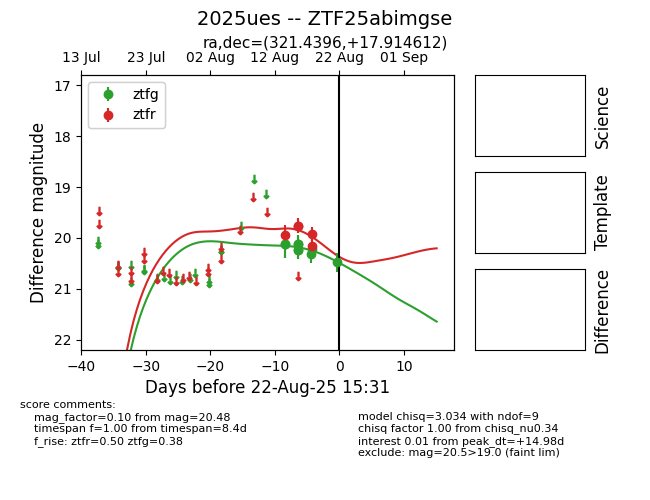 2025ues -- ZTF25abimgse
ra,dec=(321.4396,+17.914612)
13 Jul 23 Jul 02 Aug 12 Aug 22 Aug 01 Sep
ztfg
ztfr
17
18
19
20
21
22
Difference magnitude
−40 −30 −20 −10 0 10
Days before 22-Aug-25 15:31
Science
Template
Difference
score comments:
mag_factor=0.10 from mag=20.48
timespan f=1.00 from timespan=8.4d
f_rise: ztfr=0.50 ztfg=0.38
model chisq=3.034 with ndof=9
chisq factor 1.00 from chisq_nu0.34
interest 0.01 from peak_dt=+14.98d
exclude: mag=20.5>19.0 (faint lim)